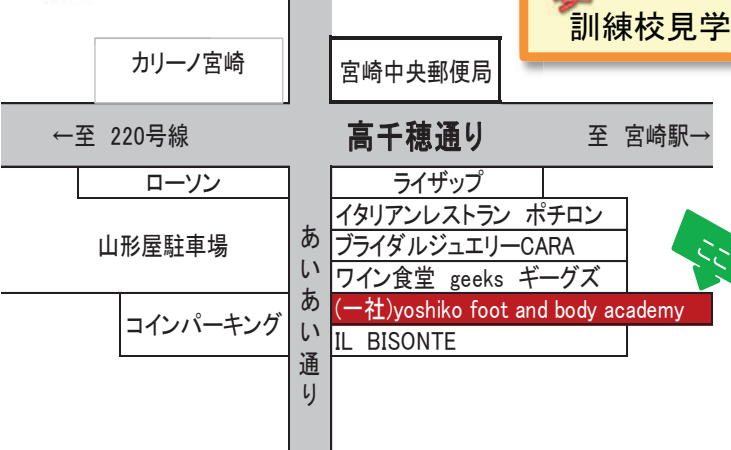 訓練校見学
カリーノ宮崎
宮崎中央郵便局
←至 220号線
高千穂通り
至 宮崎駅→
ローソン
ライザップ
イタリアンレストラン ポチロン
山形屋駐車場
ブライダルジュエリーCARA
ワイン食堂 geeks ギーグズ
(一社)yoshiko foot and body academy
コインパーキング
IL BISONTE
あいあい通り